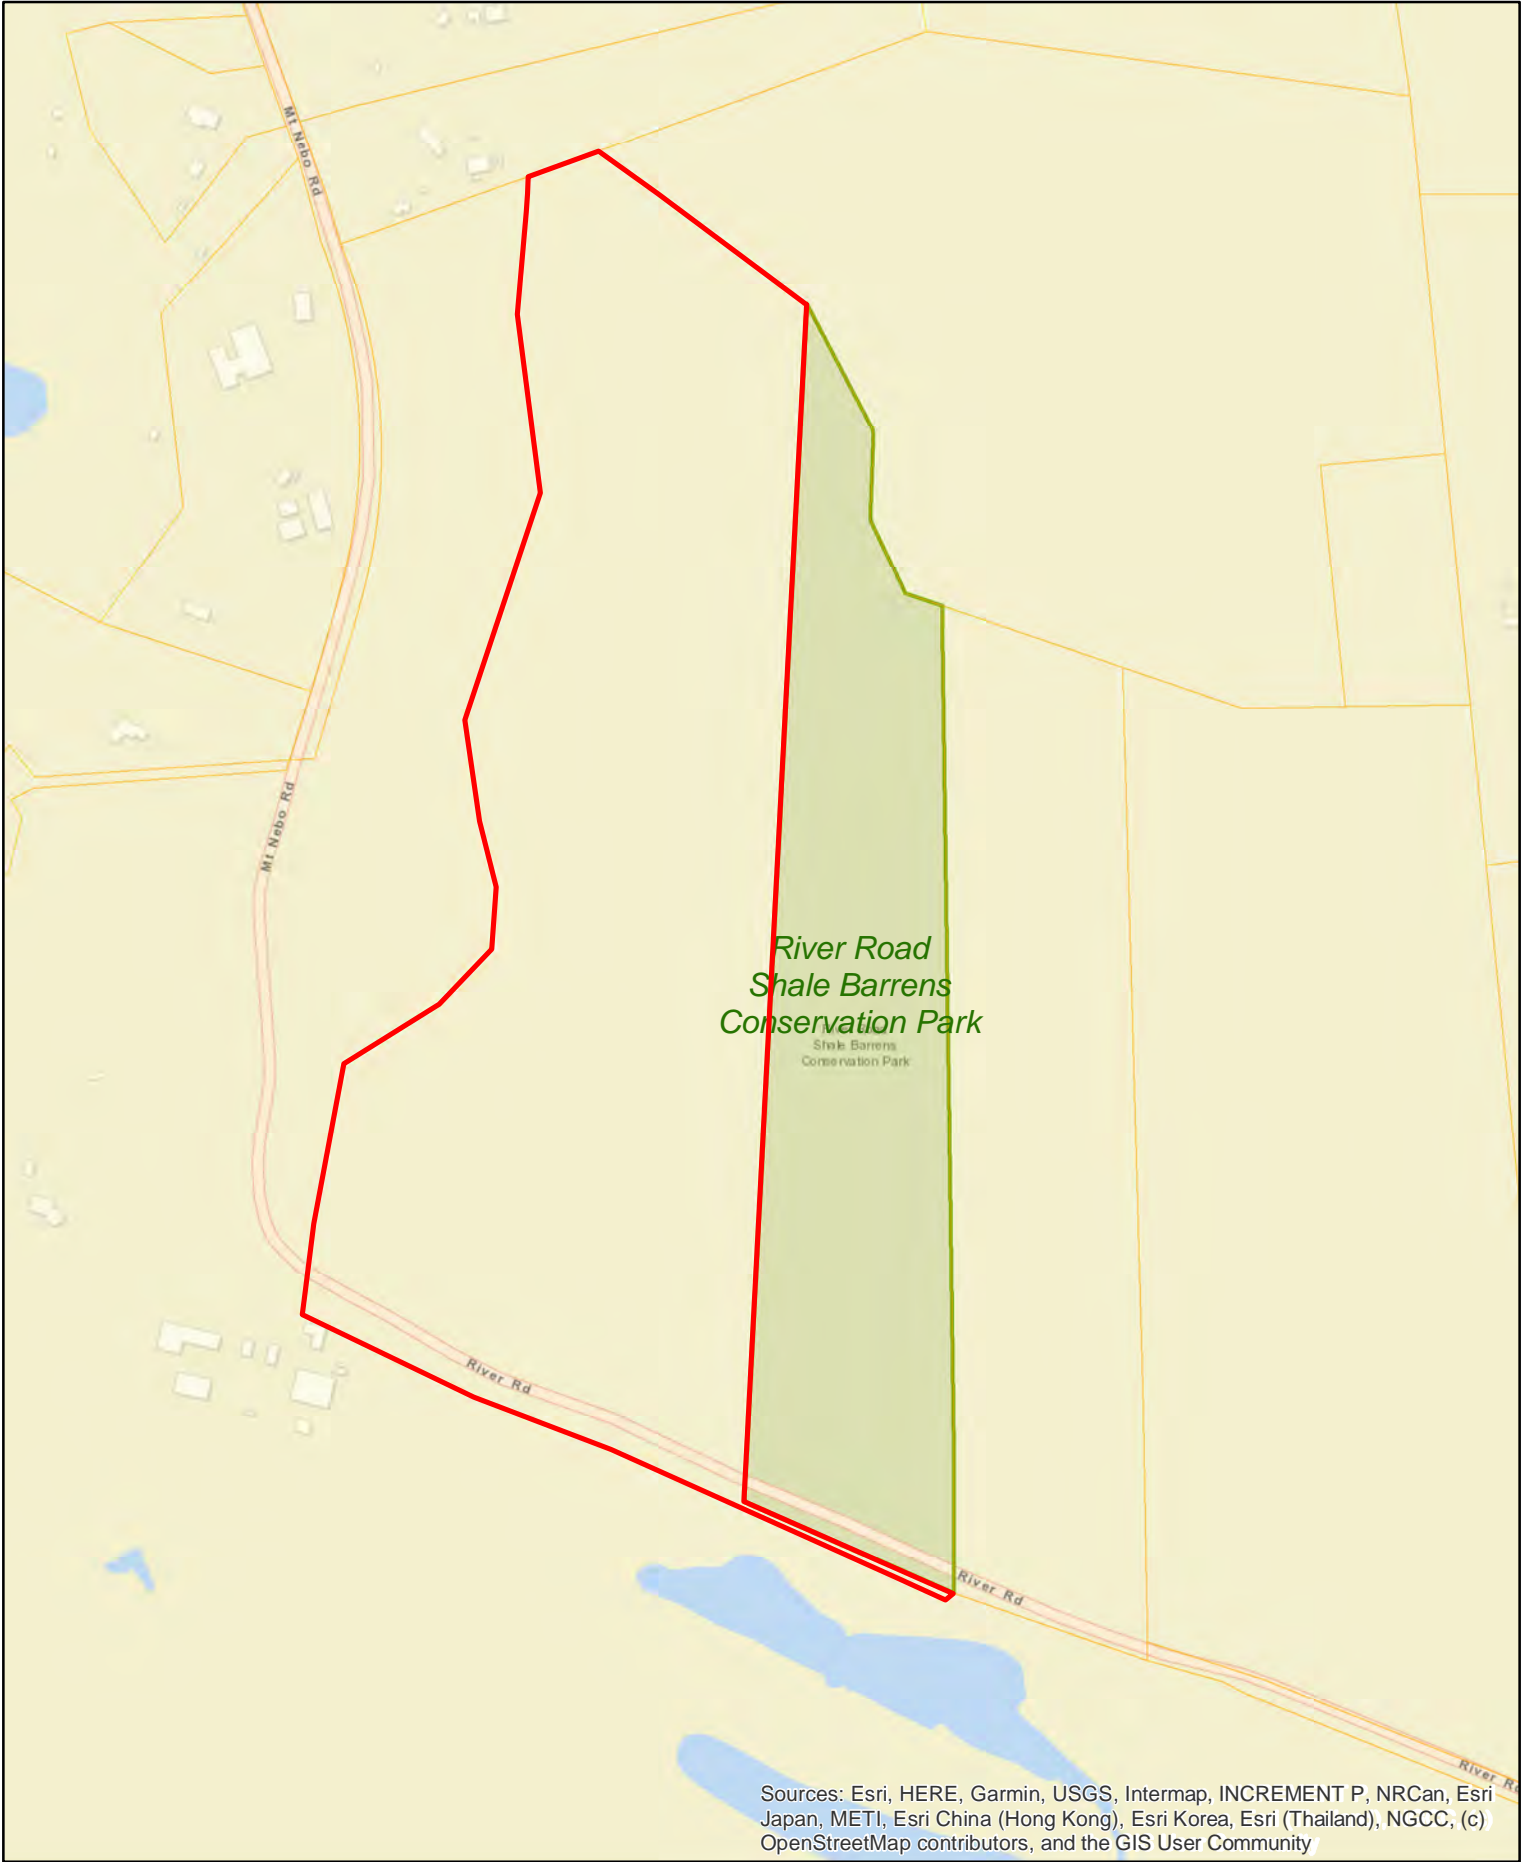 Mt Nebo Rd
Mt Nebo Rd
River Road
Shale Barrens
Conservation Park
River Road
Shale Barrens
Conservation Park
River Rd
River Rd
River Rd
Sources: Esri, HERE, Garmin, USGS, Intermap, INCREMENT P, NRCan, Esri
Japan, METI, Esri China (Hong Kong), Esri Korea, Esri (Thailand), NGCC, (c)
OpenStreetMap contributors, and the GIS User Community